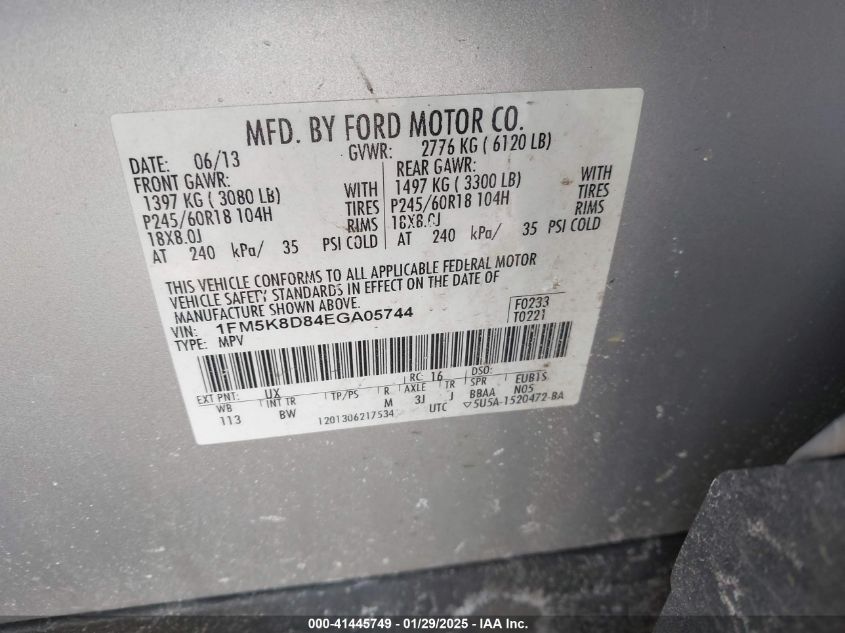 MFD. BY FORD MOTOR CO.
DATE: 06/13 GVWR: 2776 KG ( 6120 LB)
FRONT GAWR: REAR GAWR:
1397 KG ( 3080 LB) WITH 1497 KG ( 3300 LB) WITH
P245/60R18 104H TIRES P245/60R18 104H TIRES
18X8.0J RIMS 18X8.0J RIMS
AT 240 kPa/ 35 PSI COLD AT 240 kPa/ 35 PSI COLD
THIS VEHICLE CONFORMS TO ALL APPLICABLE FEDERAL MOTOR
VEHICLE SAFETY STANDARDS IN EFFECT ON THE DATE OF
MANUFACTURE SHOWN ABOVE.
VIN: 1FM5K8D84EGA05744 F0233
TYPE: MPV T0221
EXT PNT: UX RC: 16 DSO:
WB INT TR TP/PS R AXLE TR SPR EUBTS
113 BW M 3J J BBAA N05
1201306217534 UTC ▽5U5A-1520472-BA
000-41445749 - 01/29/2025 - IAA Inc.